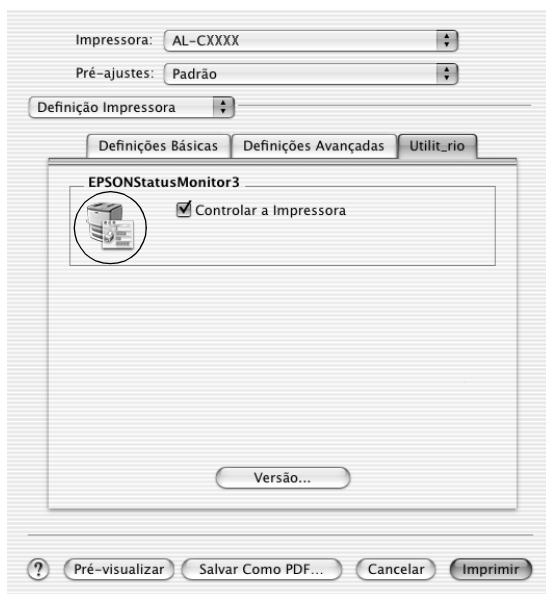 Impressora: AL-CXXXX
Pré-ajustes: Padrão
Definição Impressora
Definições Básicas Definições Avançadas Utilit_rio
EPSONStatusMonitor3
Controlar a Impressora
Versão...
? Pré-visualizar Salvar Como PDF... Cancelar Imprimir